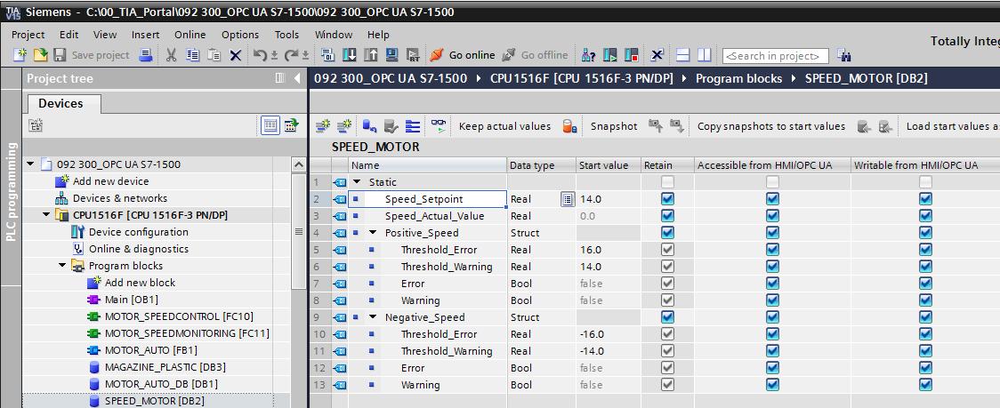 TIA V15 Siemens - C:\00_TIA_Portal\092 300_OPC UA S7-1500\092 300_OPC UA S7-1500
Project Edit View Insert Online Options Tools Window Help
Totally Inte
Save project Go online Go offline <Search in project>
RT
Project tree
092 300_OPC UA S7-1500 CPU1516F [CPU 1516F-3 PN/DP] Program blocks SPEED_MOTOR [DB2]
Devices
Keep actual values Snapshot Copy snapshots to start values Load start values as
PLC programming
SPEED_MOTOR
Name Data type Start value Retain Accessible from HMI/OPC UA Writable from HMI/OPC UA
1 Static
2 Speed_Setpoint Real 14.0
3 Speed_Actual_Value Real 0.0
4 Positive_Speed Struct
5 Threshold_Error Real 16.0
6 Threshold_Warning Real 14.0
7 Error Bool false
8 Warning Bool false
9 Negative_Speed Struct
10 Threshold_Error Real -16.0
11 Threshold_Warning Real -14.0
12 Error Bool false
13 Warning Bool false
092 300_OPC UA S7-1500
Add new device
Devices & networks
CPU1516F [CPU 1516F-3 PN/DP]
Device configuration
Online & diagnostics
Program blocks
Add new block
Main [OB1]
MOTOR_SPEEDCONTROL [FC10]
MOTOR_SPEEDMONITORING [FC11]
MOTOR_AUTO [FB1]
MAGAZINE_PLASTIC [DB3]
MOTOR_AUTO_DB [DB1]
SPEED_MOTOR [DB2]